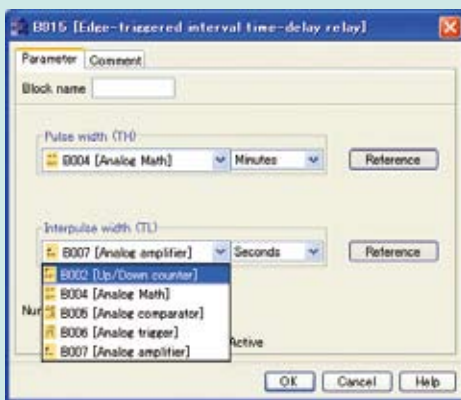 B015 [Edge-triggered interval time-delay relay]
Parameter Comment
Block name
Pulse width (TH)
B004 [Analog Math] Minutes Reference
Interpulse width (TL)
B007 [Analog amplifier] Seconds Reference
B002 [Up/Down counter]
B004 [Analog Math]
B005 [Analog comparator]
Num
B006 [Analog trigger]
B007 [Analog amplifier] Active
OK Cancel Help